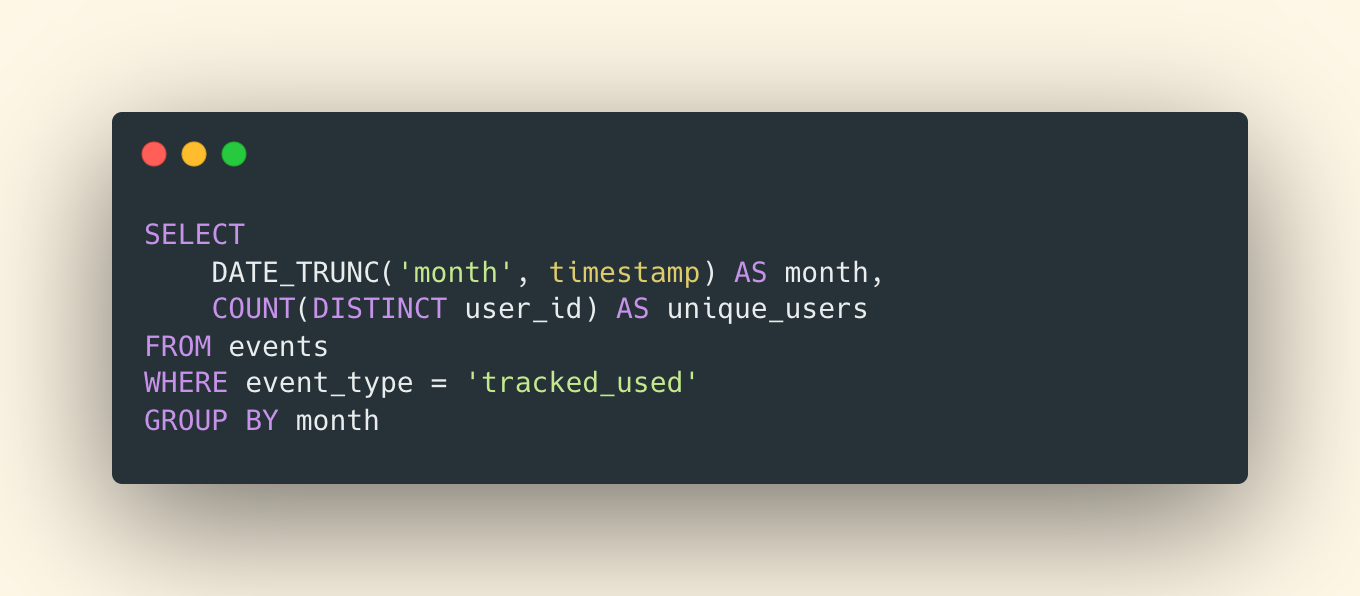 SELECT
    DATE_TRUNC('month', timestamp) AS month,
    COUNT(DISTINCT user_id) AS unique_users
FROM events
WHERE event_type = 'tracked_used'
GROUP BY month